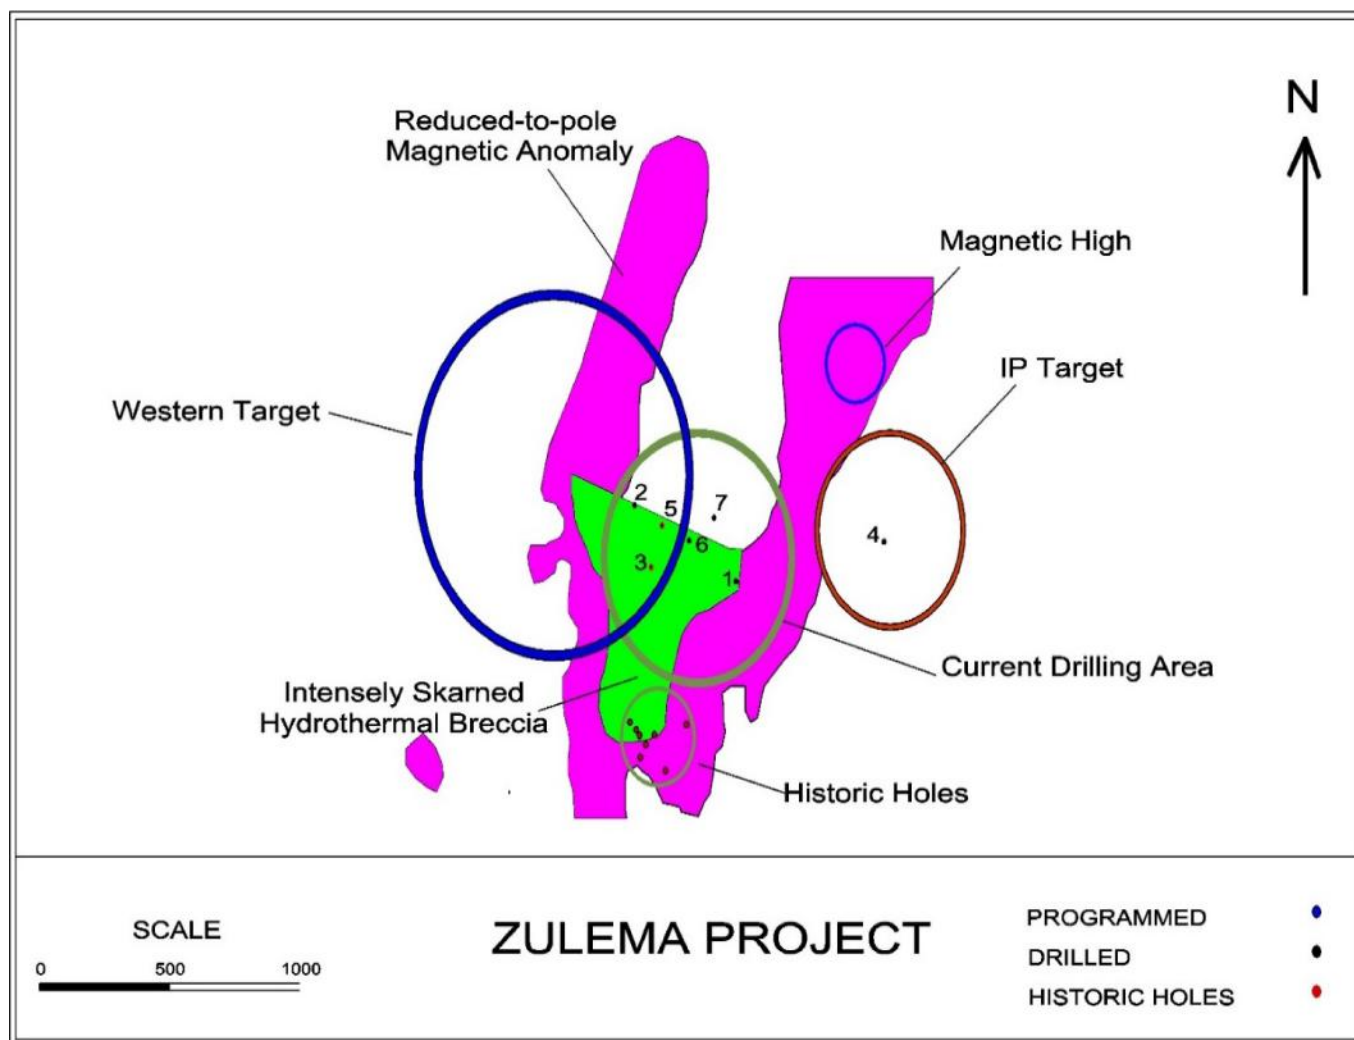 N
Reduced-to-pole
Magnetic Anomaly
Magnetic High
IP Target
Western Target
2
5
7
6
4
3
1
Current Drilling Area
Intensely Skarned
Hydrothermal Breccia
Historic Holes
SCALE
0 500 1000
ZULEMA PROJECT
PROGRAMMED
DRILLED
HISTORIC HOLES